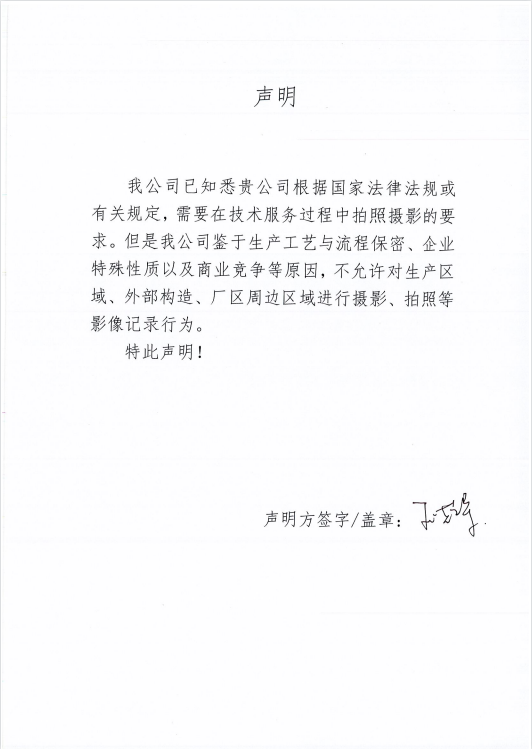 声明
我公司已知悉贵公司根据国家法律法规或
有关规定，需要在技术服务过程中拍照摄影的要
求。但是我公司鉴于生产工艺与流程保密、企业
特殊性质以及商业竞争等原因，不允许对生产区
域、外部构造、厂区周边区域进行摄影、拍照等
影像记录行为。
特此声明！
声明方签字/盖章：